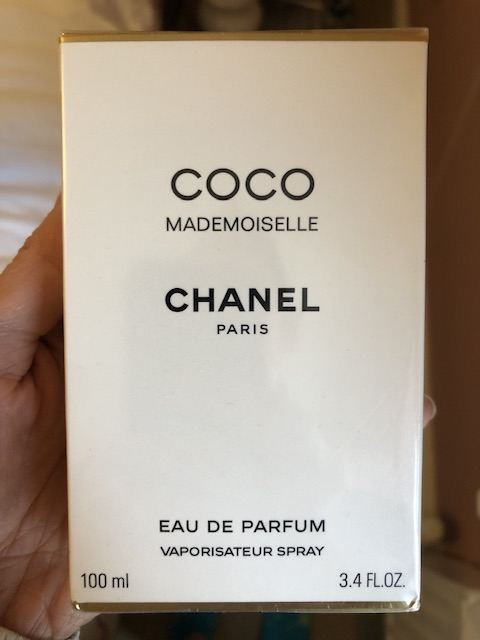 COCO
MADEMOISELLE
CHANEL
PARIS
EAU DE PARFUM
VAPORISATEUR SPRAY
100 ml 3.4 FL.OZ.